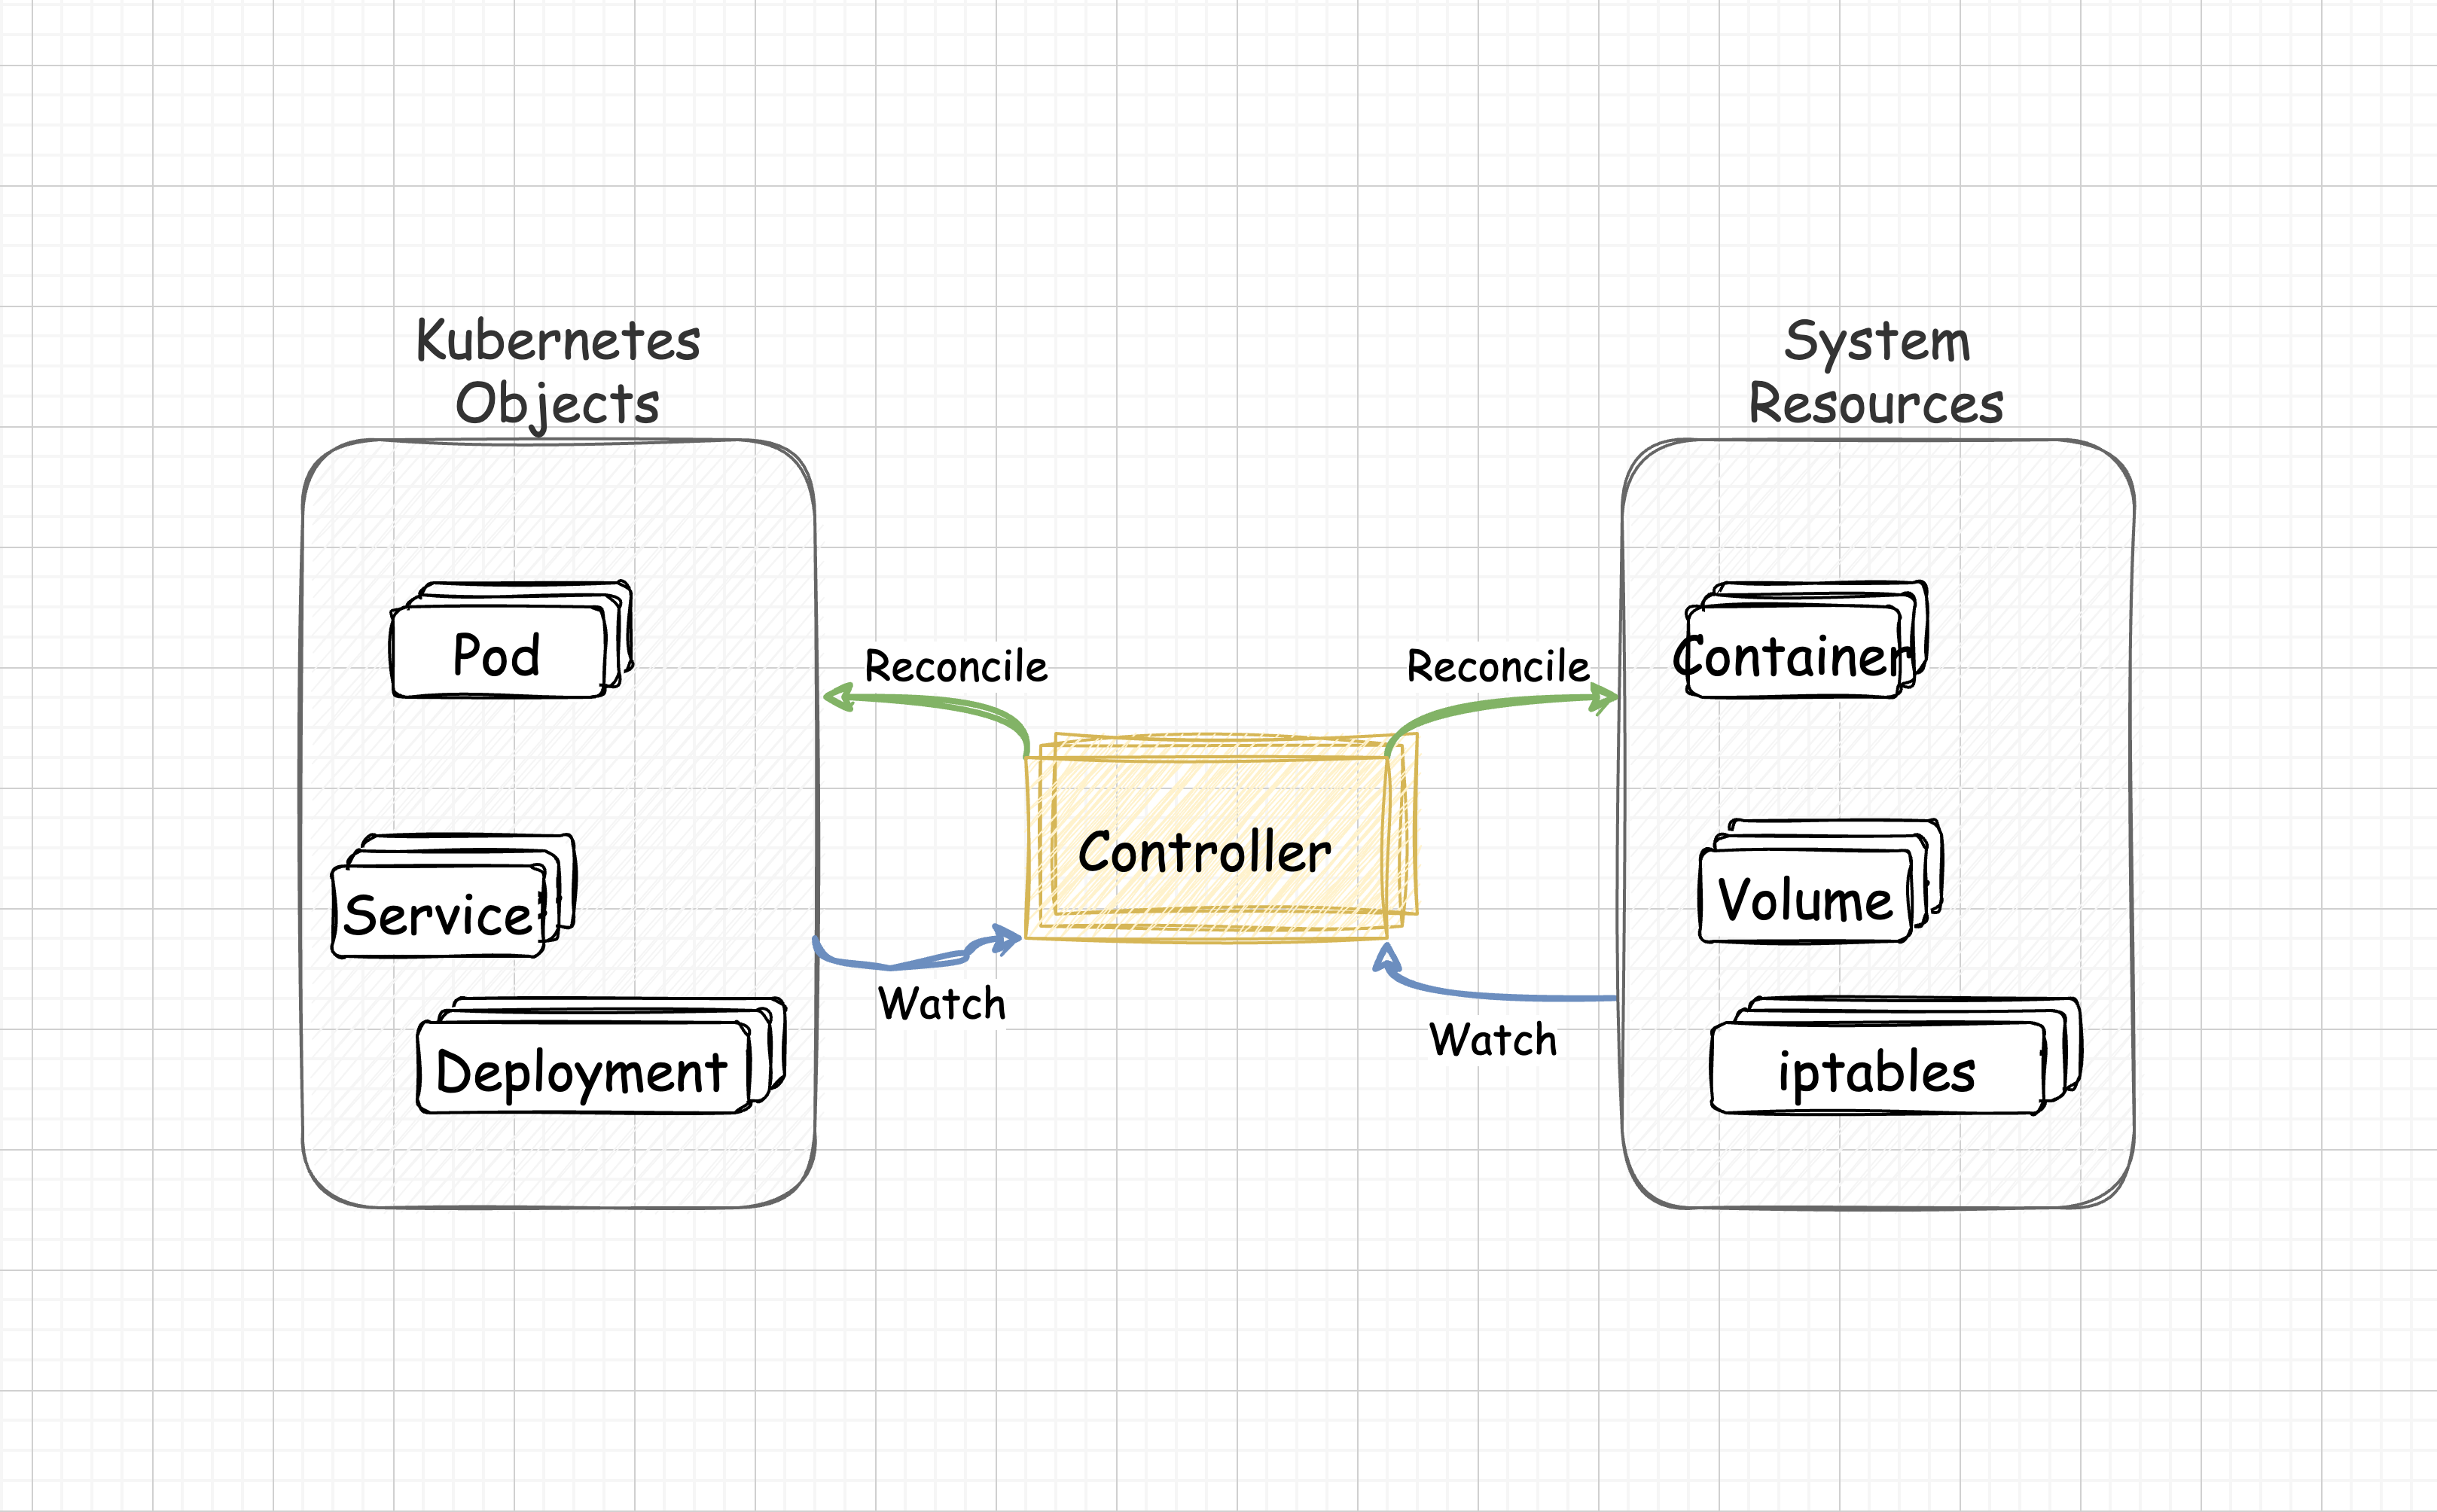 Kubernetes
Objects
Pod
Service
Deployment
Reconcile
Watch
Controller
Reconcile
Watch
System
Resources
Container
Volume
iptables